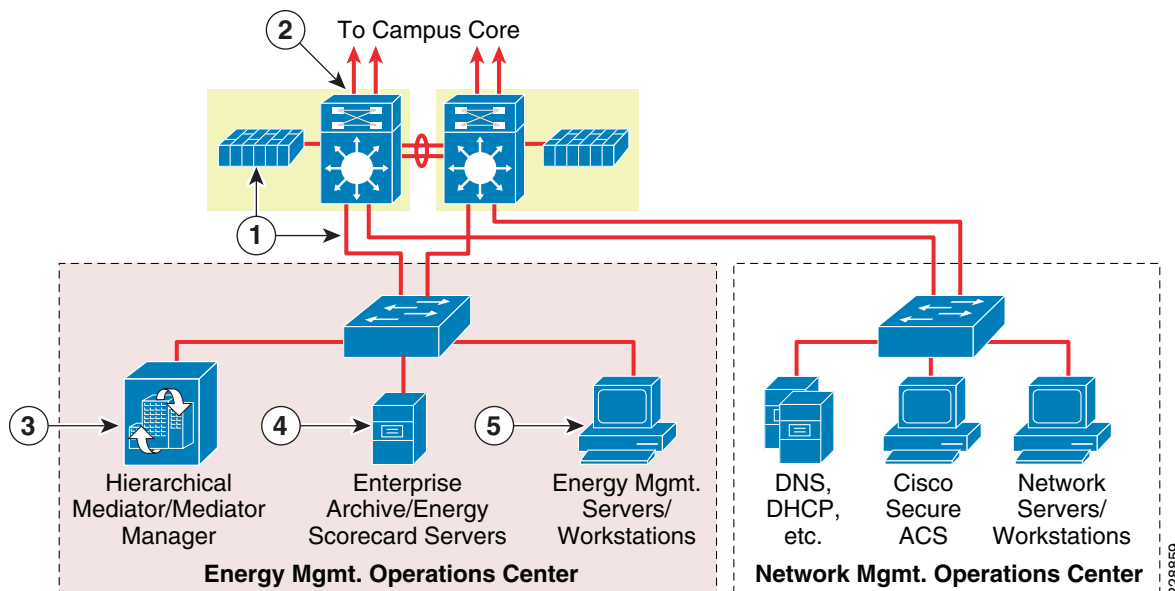 2
To Campus Core
1
3
4
5
Hierarchical
Mediator/Mediator
Manager
Enterprise
Archive/Energy
Scorecard Servers
Energy Mgmt.
Servers/
Workstations
Energy Mgmt. Operations Center
DNS,
DHCP,
etc.
Cisco
Secure
ACS
Network
Servers/
Workstations
Network Mgmt. Operations Center
228859